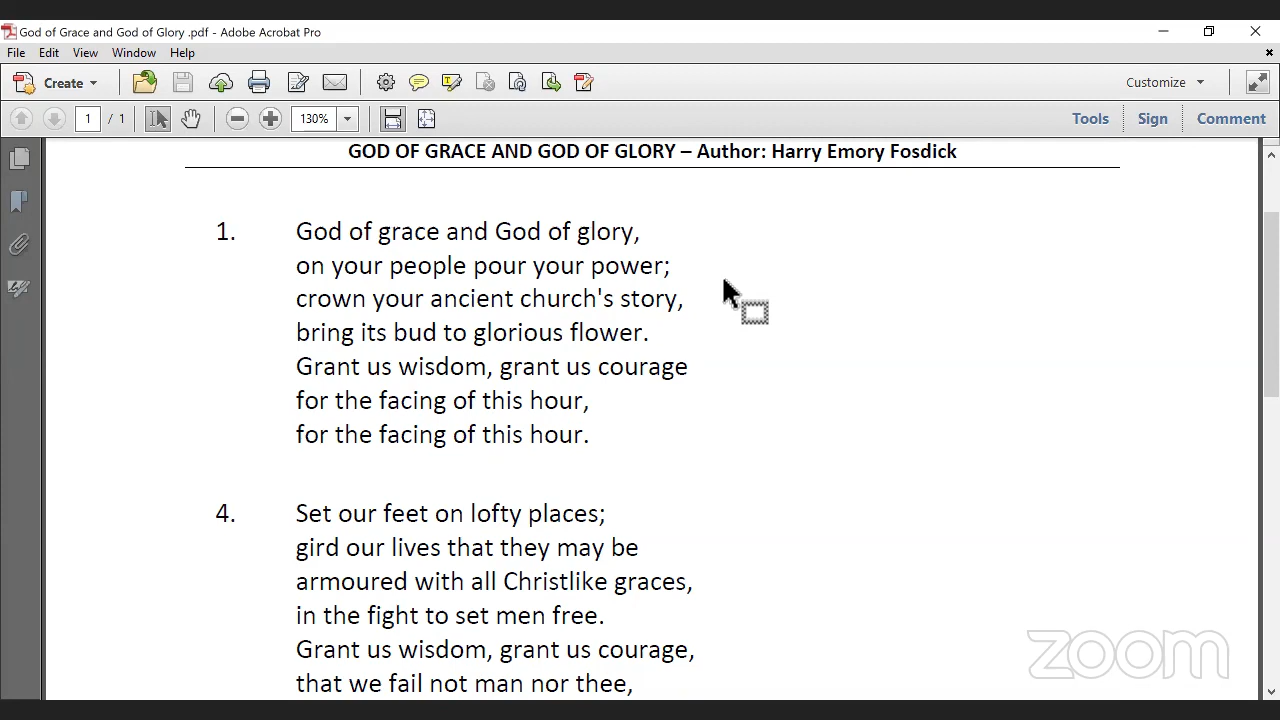 God of Grace and God of Glory .pdf - Adobe Acrobat Pro
File Edit View Window Help
Create Customize
1 / 1 130% Tools Sign Comment
GOD OF GRACE AND GOD OF GLORY – Author: Harry Emory Fosdick
1. God of grace and God of glory,
on your people pour your power;
crown your ancient church's story,
bring its bud to glorious flower.
Grant us wisdom, grant us courage
for the facing of this hour,
for the facing of this hour.
4. Set our feet on lofty places;
gird our lives that they may be
armoured with all Christlike graces,
in the fight to set men free.
Grant us wisdom, grant us courage,
that we fail not man nor thee,
zoom